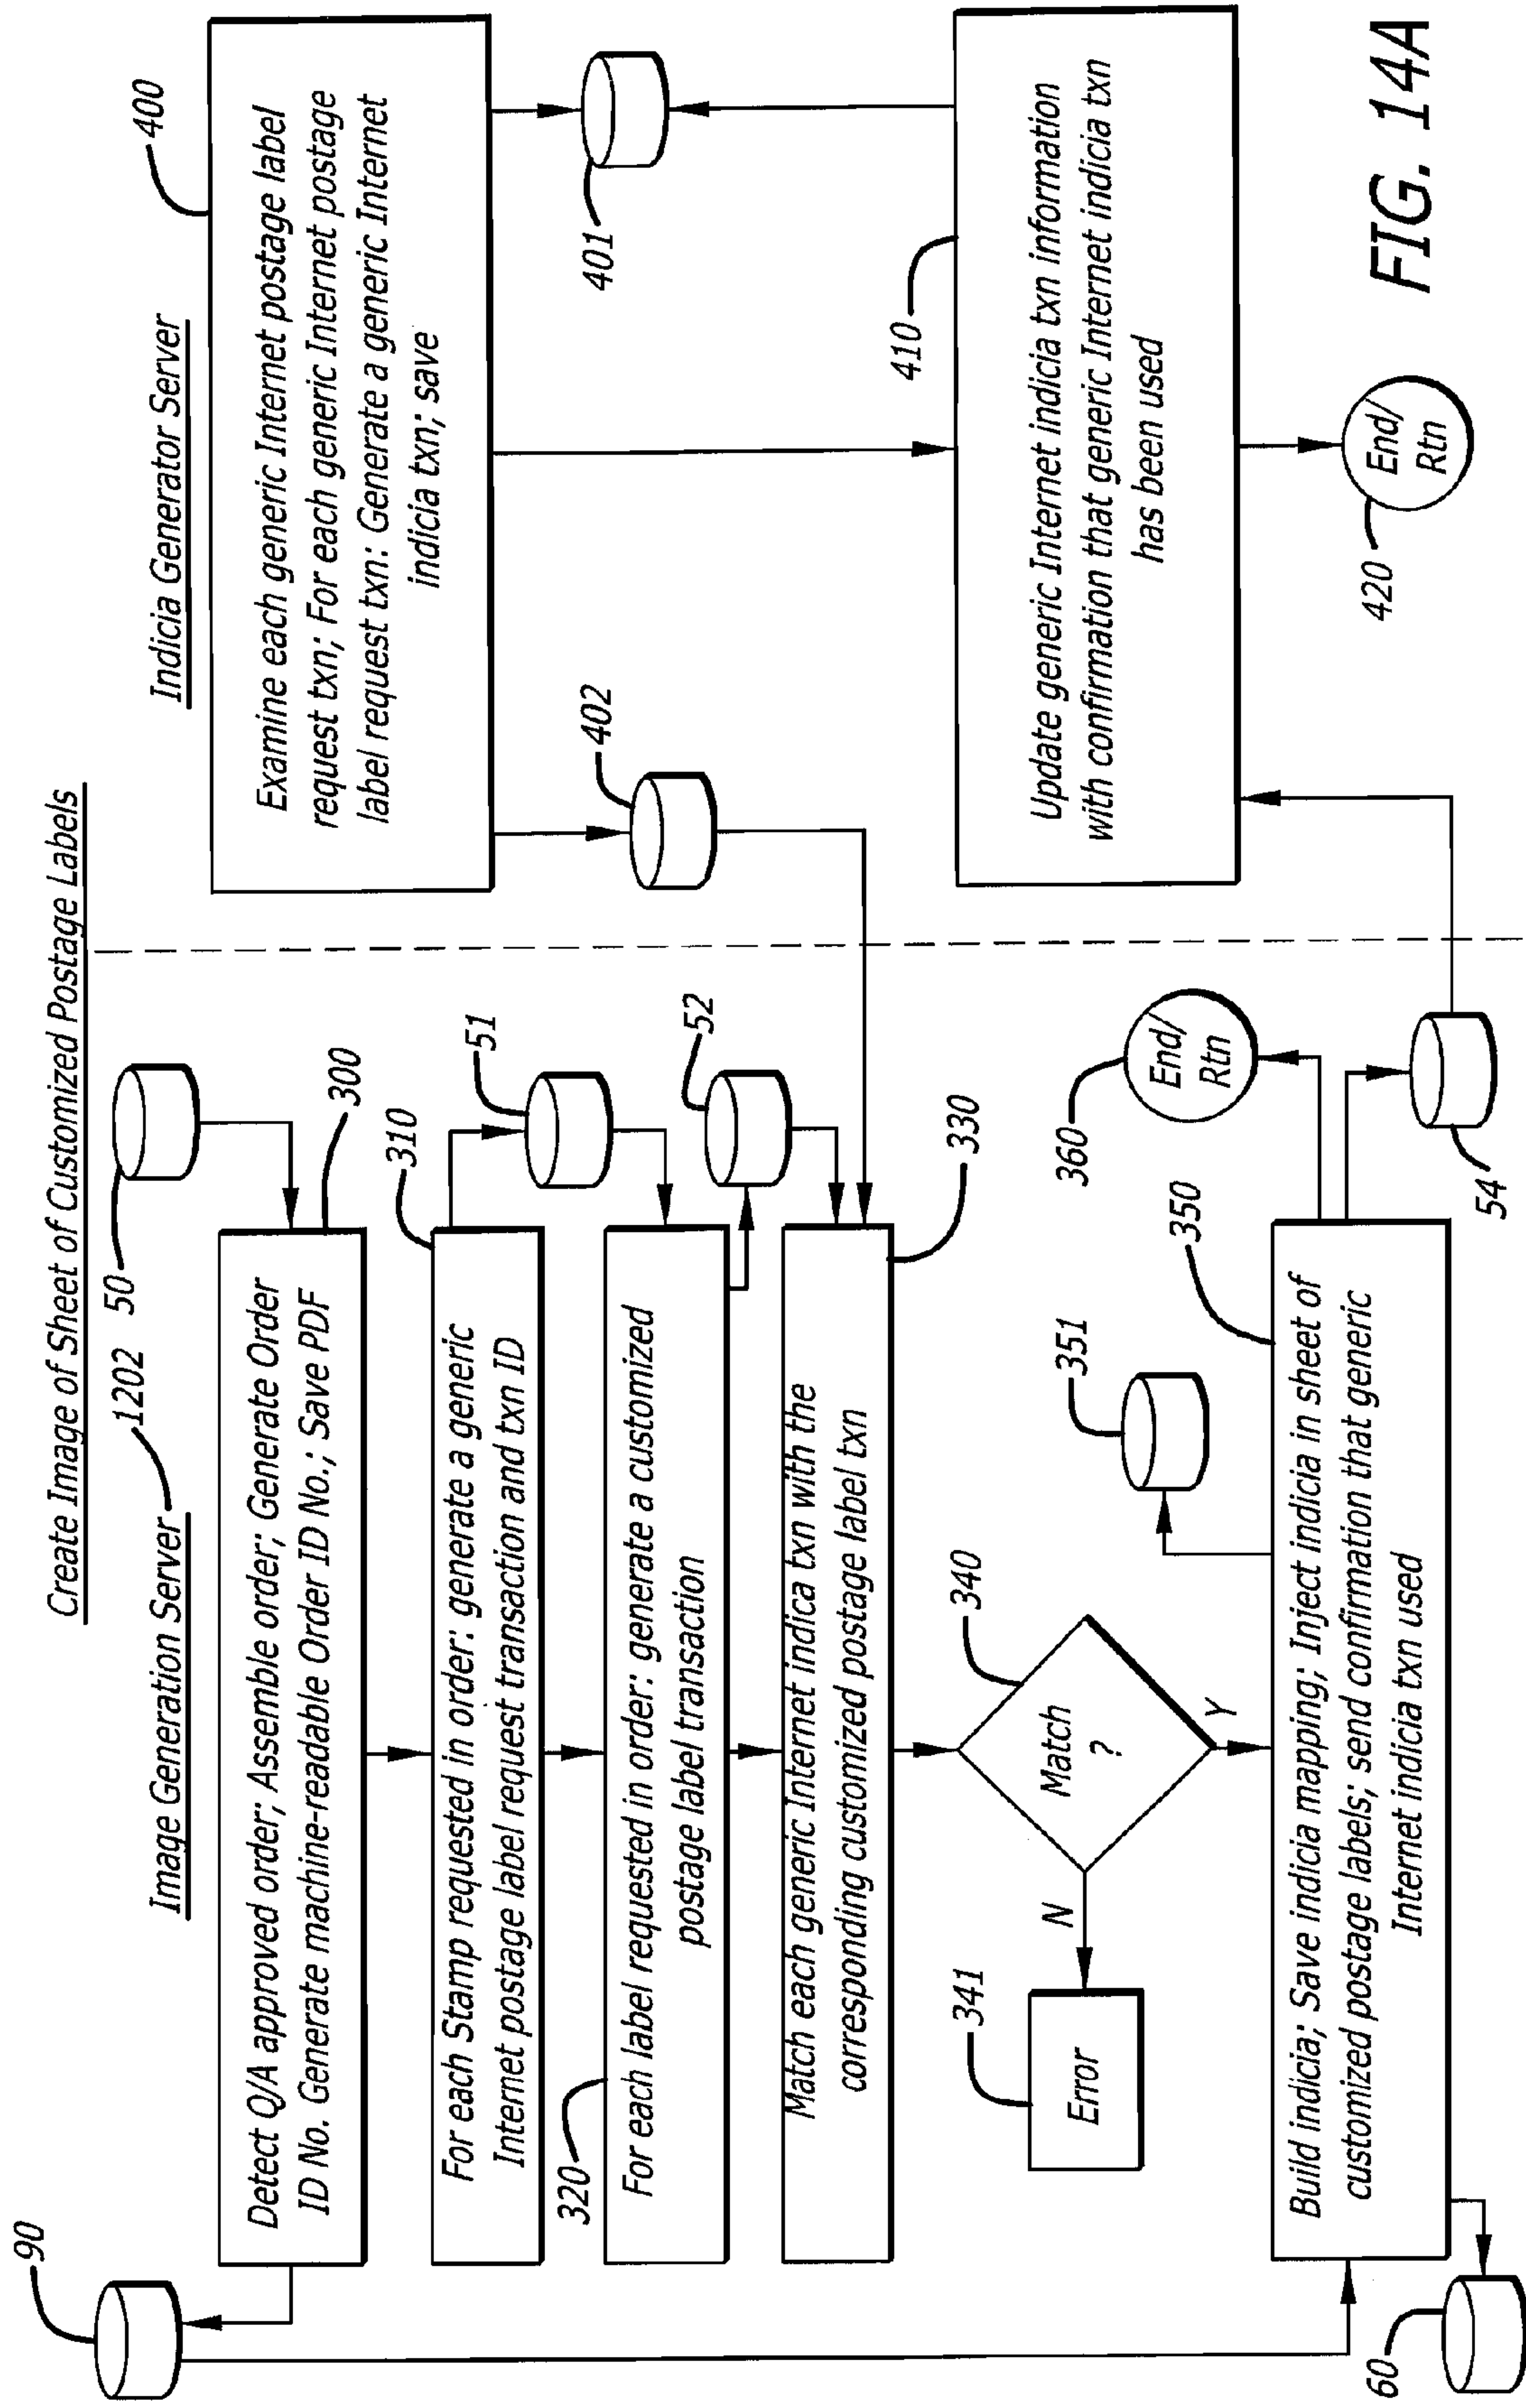 Create Image of Sheet of Customized Postage Labels
Image Generation Server
1202
50
90
Detect Q/A approved order; Assemble order; Generate Order
ID No. Generate machine-readable Order ID No.; Save PDF
300
310
For each Stamp requested in order: generate a generic
Internet postage label request transaction and txn ID
51
320
For each label requested in order: generate a customized
postage label transaction
52
Match each generic Internet indica txn with the
corresponding customized postage label txn
330
340
Match
?
N
Y
341
Error
351
350
360
End/
Rtn
Build indicia; Save indicia mapping; Inject indicia in sheet of
customized postage labels; send confirmation that generic
Internet indicia txn used
54
60
Indicia Generator Server
400
Examine each generic Internet postage label
request txn; For each generic Internet postage
label request txn: Generate a generic Internet
indicia txn; save
402
401
410
Update generic Internet indicia txn information
with confirmation that generic Internet indicia txn
has been used
420
End/
Rtn
FIG. 14A